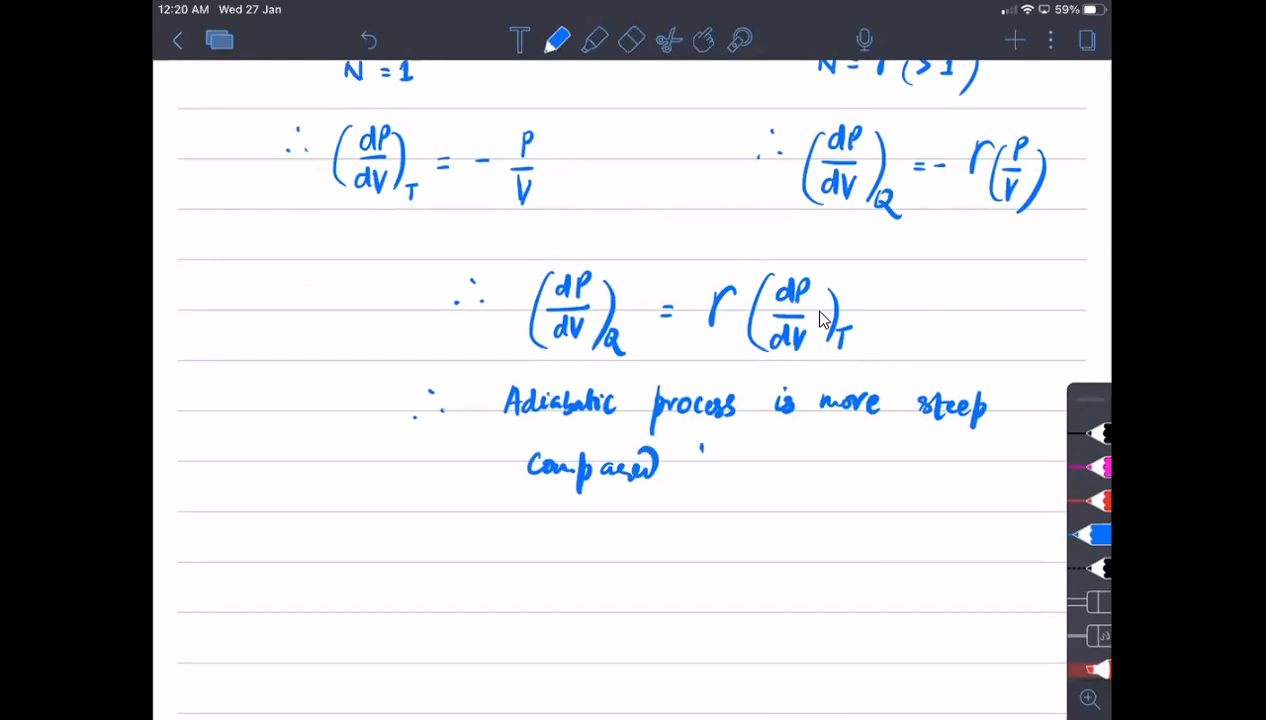 12:20 AM Wed 27 Jan
59%
N = 1
N = r (> 1)
∴ (dP/dV)_T = - P/V
∴ (dP/dV)_Q = - r(P/V)
∴ (dP/dV)_Q = r (dP/dV)_T
∴ Adiabatic process is more steep
compared